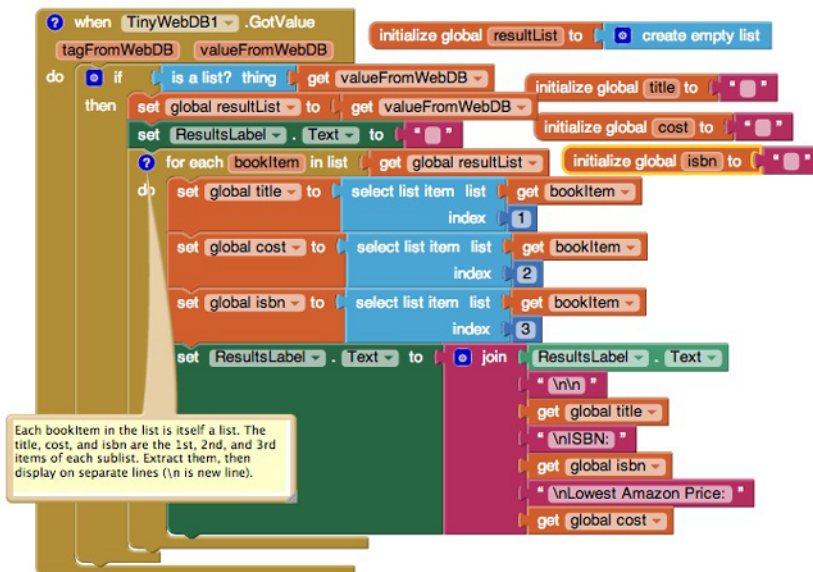 when TinyWebDB1 .GotValue
initialize global resultList to create empty list
tagFromWebDB valueFromWebDB
do if is a list? thing get valueFromWebDB
initialize global title to " "
then set global resultList to get valueFromWebDB
initialize global cost to " "
set ResultsLabel . Text to " "
for each bookItem in list get global resultList
initialize global isbn to " "
do set global title to select list item list get bookItem
index 1
set global cost to select list item list get bookItem
index 2
set global isbn to select list item list get bookItem
index 3
set ResultsLabel . Text to join ResultsLabel . Text
" \n\n "
get global title
" \nISBN: "
get global isbn
" \nLowest Amazon Price: "
get global cost
Each bookItem in the list is itself a list. The
title, cost, and isbn are the 1st, 2nd, and 3rd
items of each sublist. Extract them, then
display on separate lines (\n is new line).